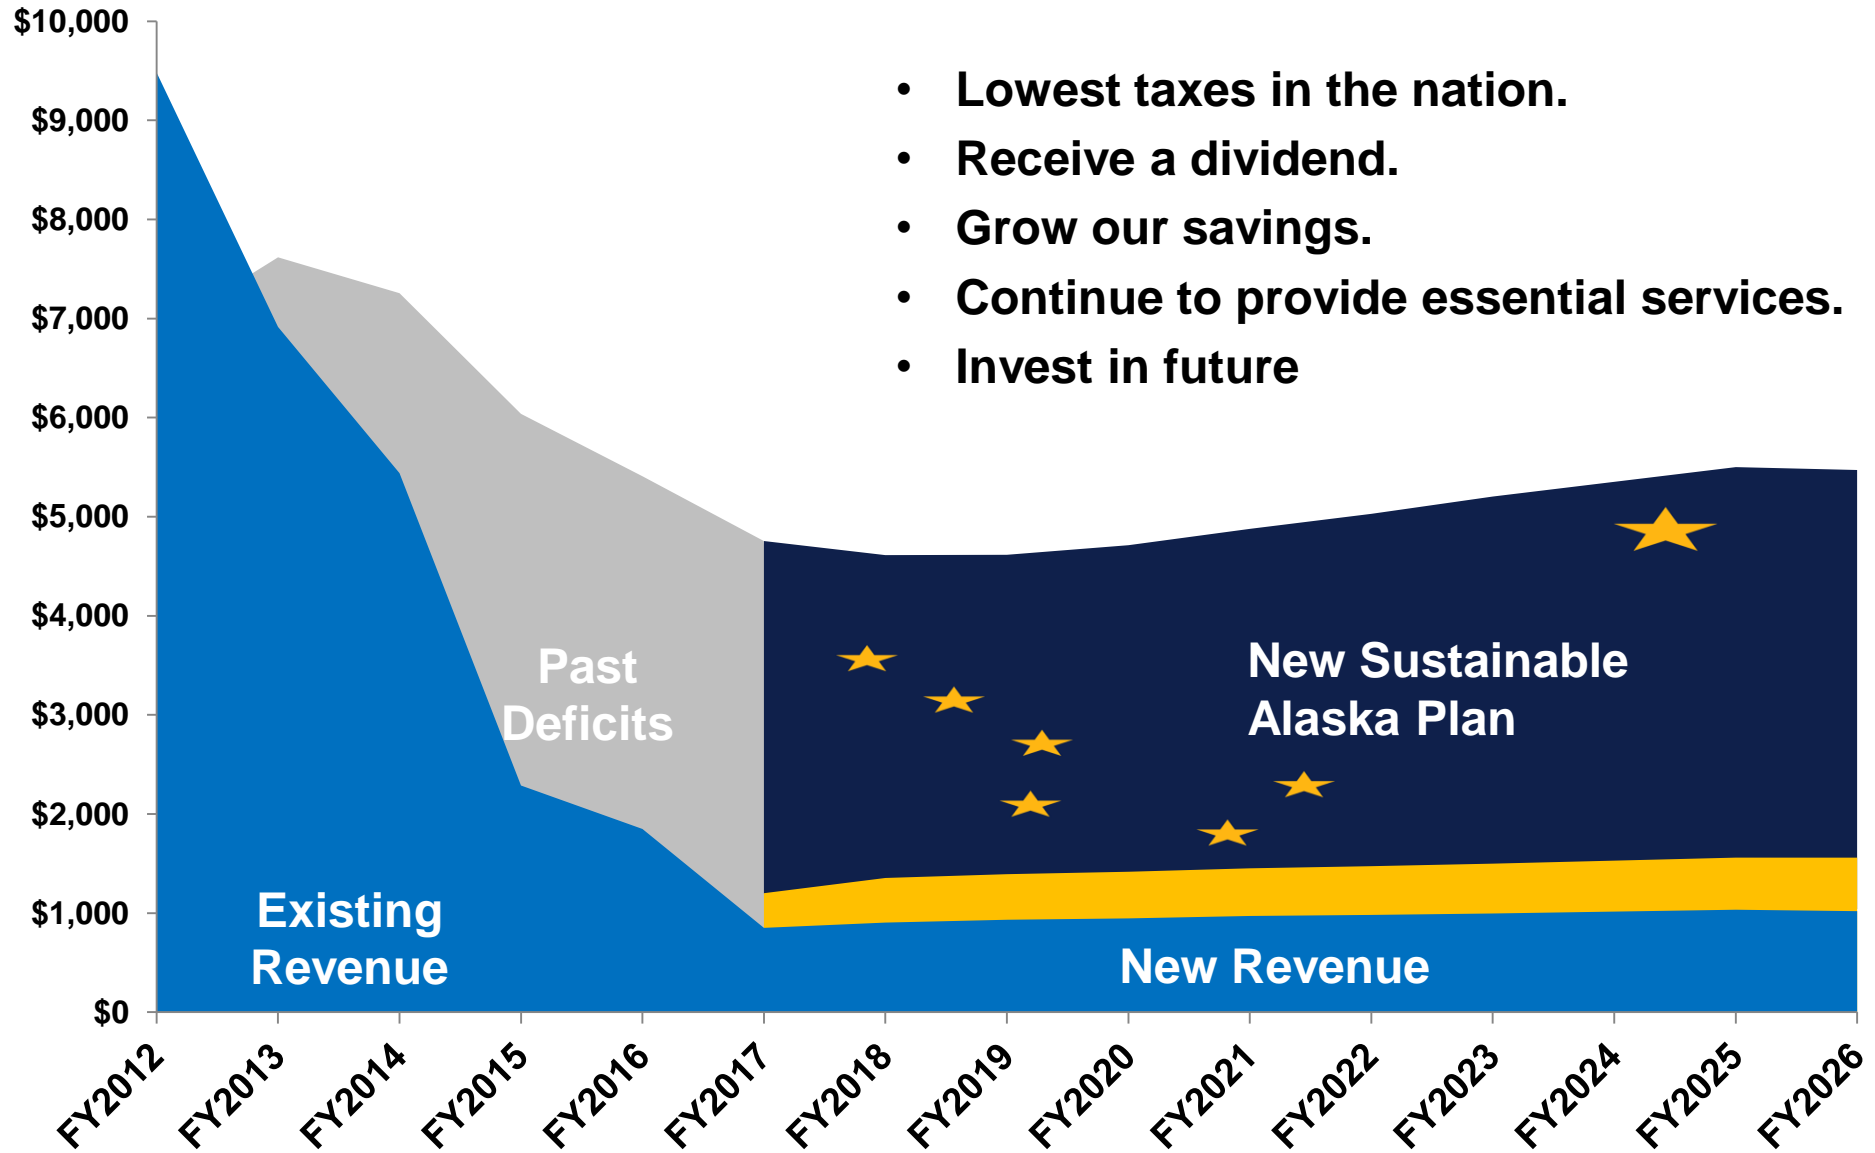 $10,000
$9,000
$8,000
$7,000
$6,000
$5,000
$4,000
$3,000
$2,000
$1,000
$0
• Lowest taxes in the nation.
• Receive a dividend.
• Grow our savings.
• Continue to provide essential services.
• Invest in future
Past
Deficits
New Sustainable
Alaska Plan
Existing
Revenue
New Revenue
FY2012
FY2013
FY2014
FY2015
FY2016
FY2017
FY2018
FY2019
FY2020
FY2021
FY2022
FY2023
FY2024
FY2025
FY2026